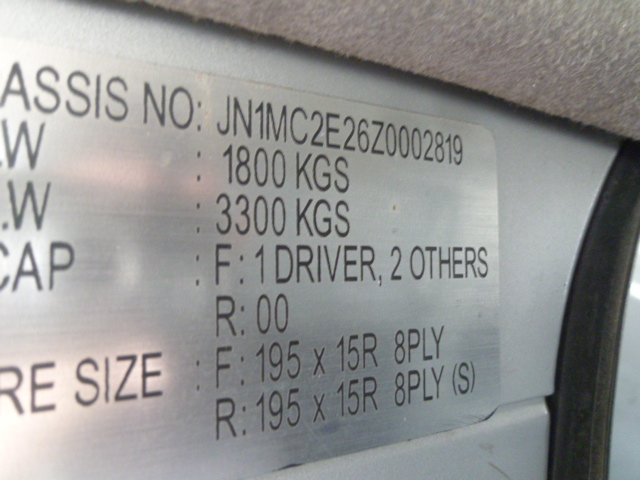 ASSIS NO: JN1MC2E26Z0002819
.W : 1800 KGS
.W : 3300 KGS
CAP : F: 1 DRIVER, 2 OTHERS
R: 00
RE SIZE : F: 195 x 15R 8PLY
R: 195 x 15R 8PLY (S)